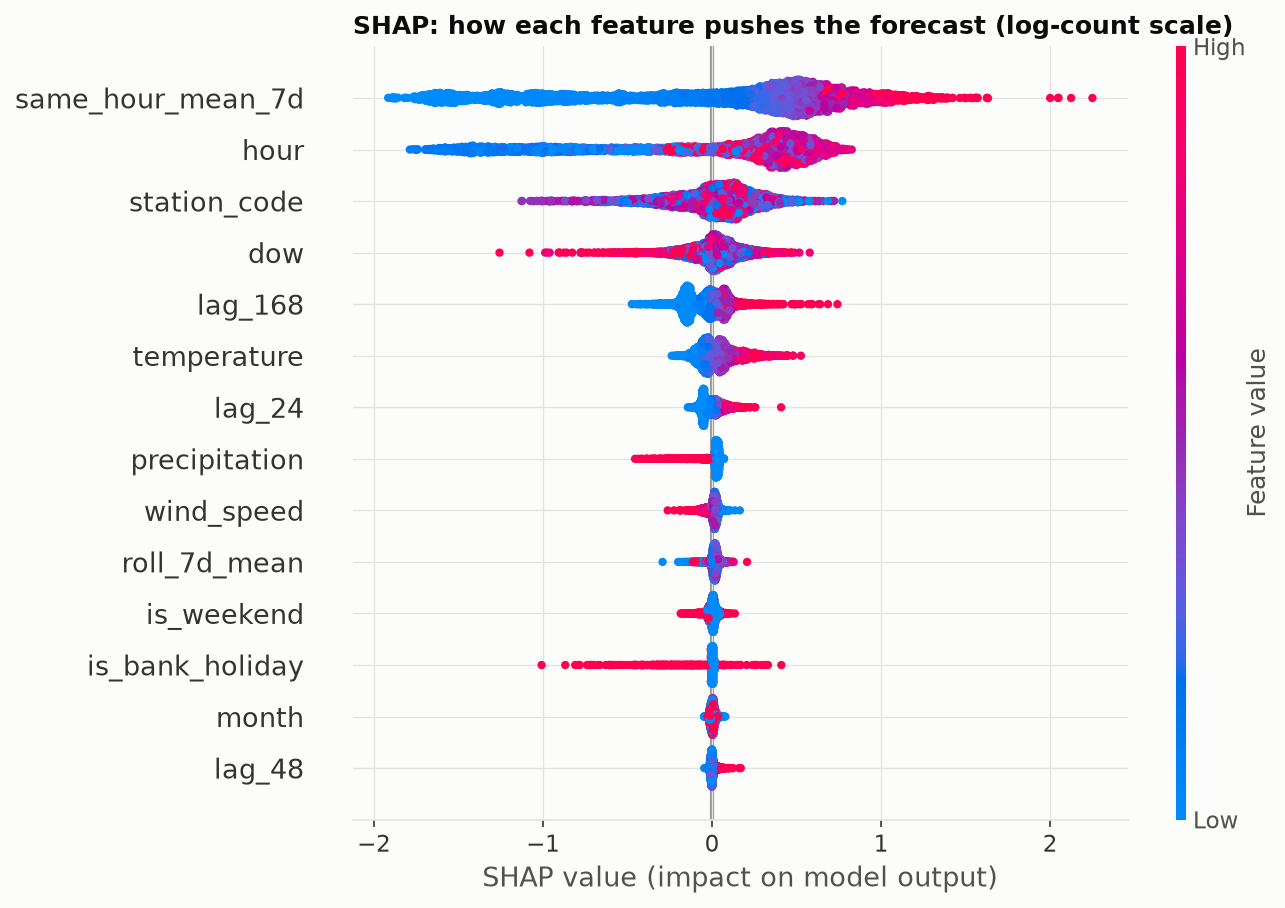 SHAP: how each feature pushes the forecast (log-count scale)
High
same_hour_mean_7d
hour
station_code
dow
lag_168
temperature
lag_24
precipitation
wind_speed
roll_7d_mean
is_weekend
is_bank_holiday
month
lag_48
Feature value
Low
−2
−1
0
1
2
SHAP value (impact on model output)